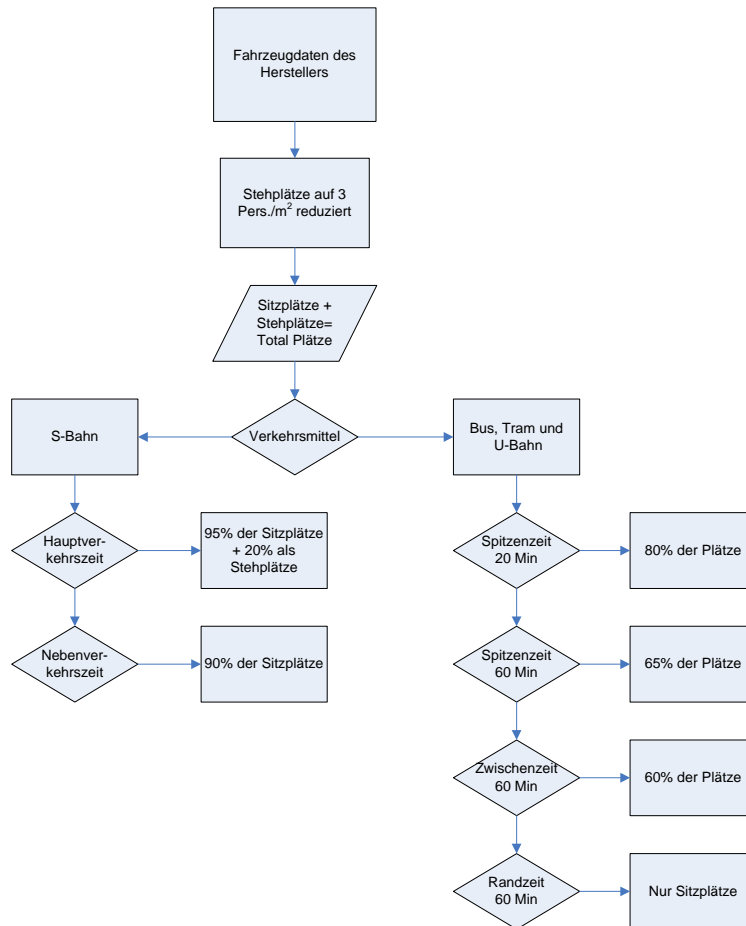 Fahrzeugdaten des
Herstellers
Stehplätze auf 3
Pers./m² reduziert
Sitzplätze +
Stehplätze=
Total Plätze
S-Bahn
Verkehrsmittel
Bus, Tram und
U-Bahn
Hauptver-
kehrszeit
95% der Sitzplätze
+ 20% als
Stehplätze
Spitzenzeit
20 Min
80% der Plätze
Nebenver-
kehrszeit
90% der Sitzplätze
Spitzenzeit
60 Min
65% der Plätze
Zwischenzeit
60 Min
60% der Plätze
Randzeit
60 Min
Nur Sitzplätze